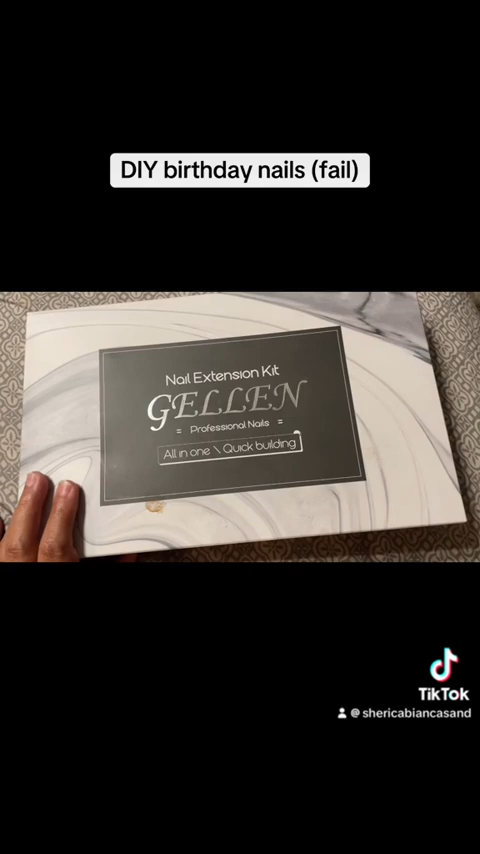 DIY birthday nails (fail)
Nail Extension Kit
GELLEN
= Professional Nails =
All in one \ Quick building
TikTok
@ shericabiancasand